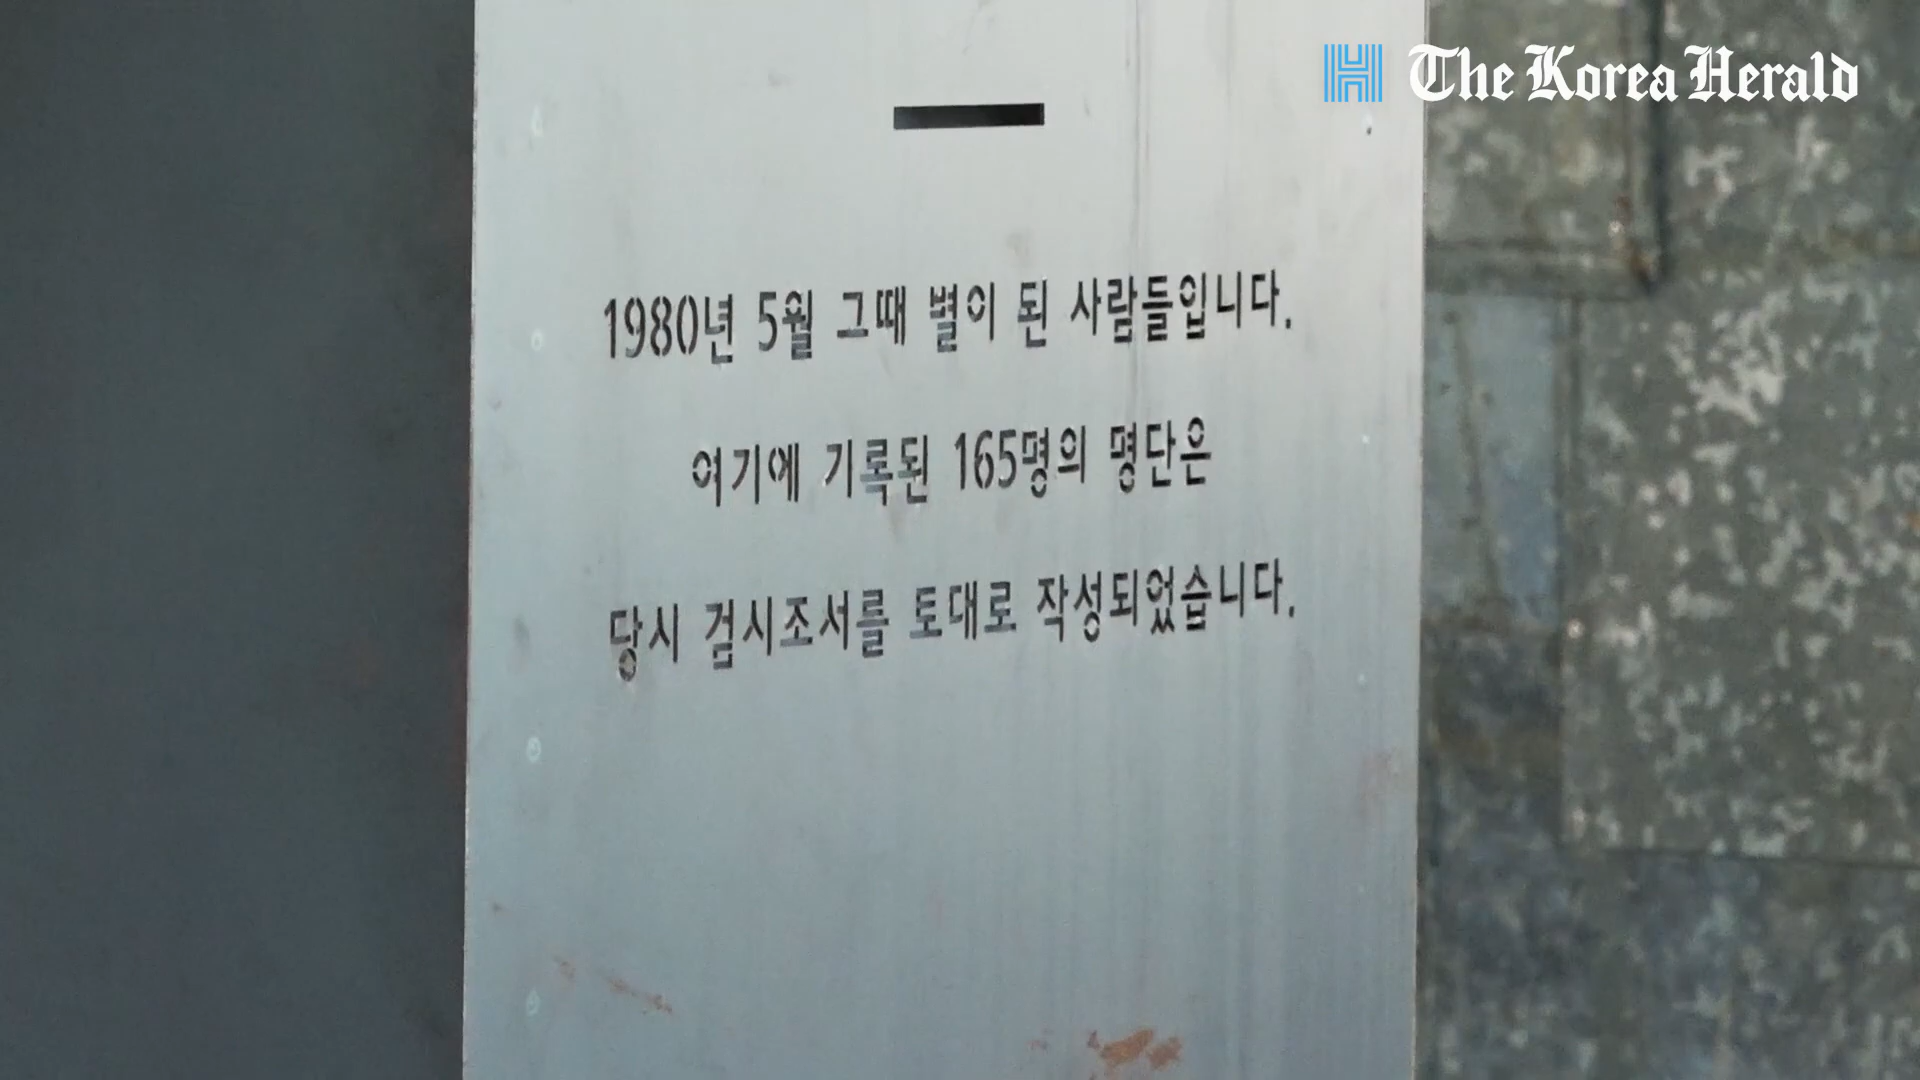 The Korea Herald
1980년 5월 그때 별이 된 사람들입니다.
여기에 기록된 165명의 명단은
당시 검시조서를 토대로 작성되었습니다.